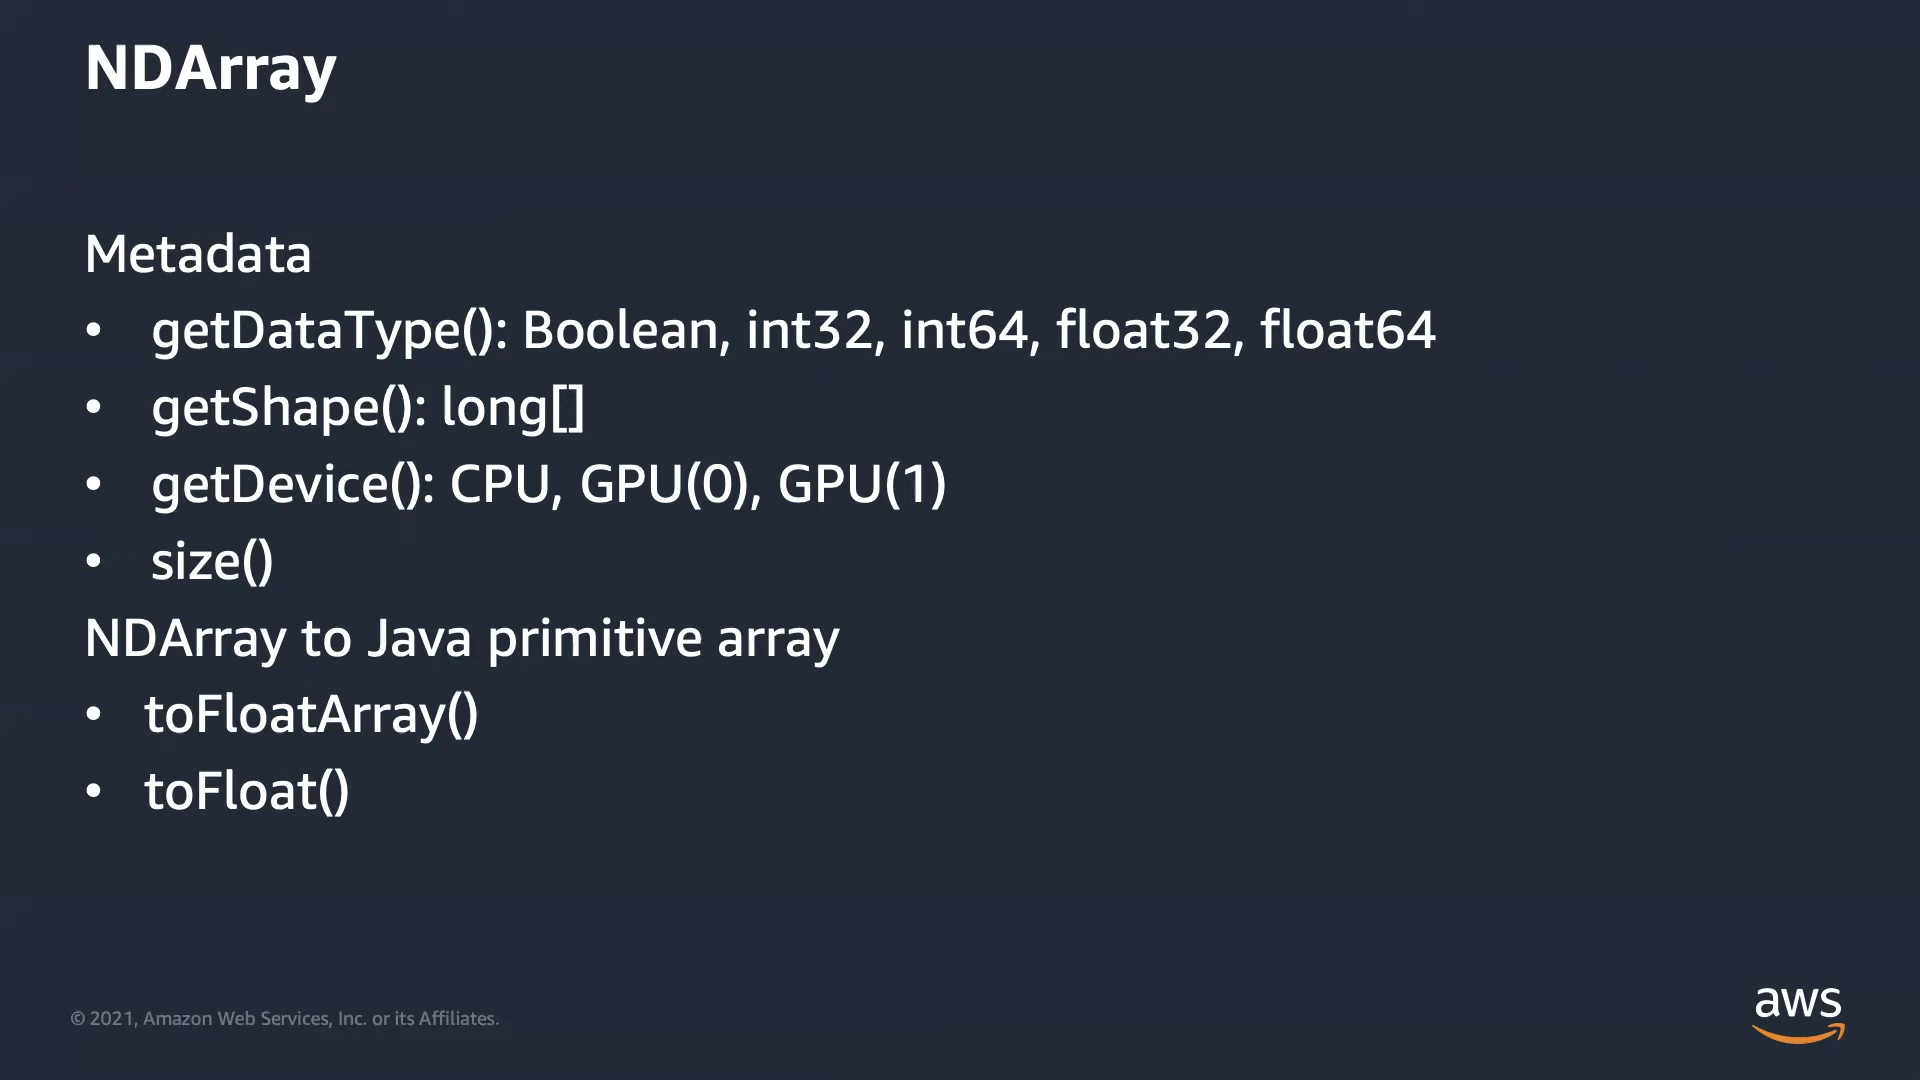 NDArray
Metadata
• getDataType(): Boolean, int32, int64, float32, float64
• getShape(): long[]
• getDevice(): CPU, GPU(0), GPU(1)
• size()
NDArray to Java primitive array
• toFloatArray()
• toFloat()
© 2021, Amazon Web Services, Inc. or its Affiliates.
aws